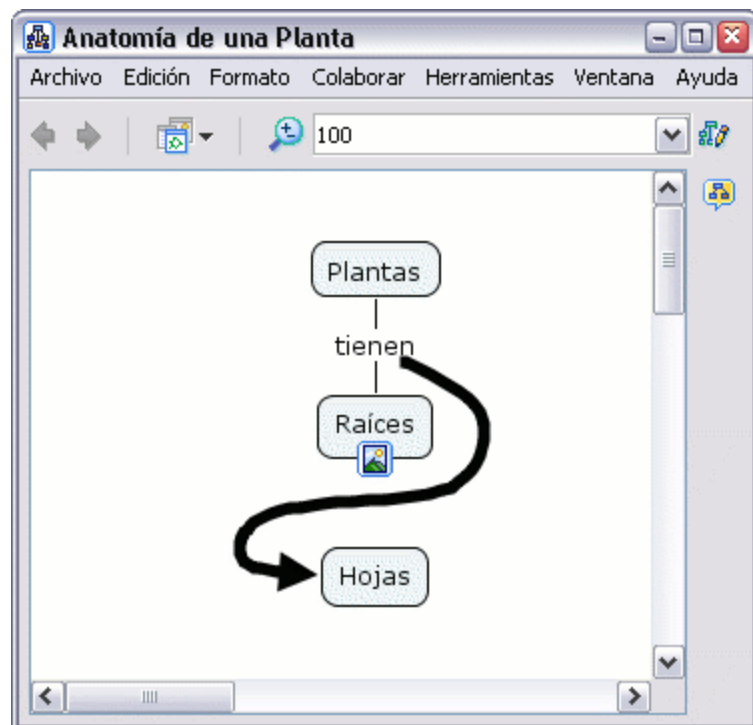 Anatomía de una Planta
Archivo Edición Formato Colaborar Herramientas Ventana Ayuda
100
Plantas
tienen
Raíces
Hojas